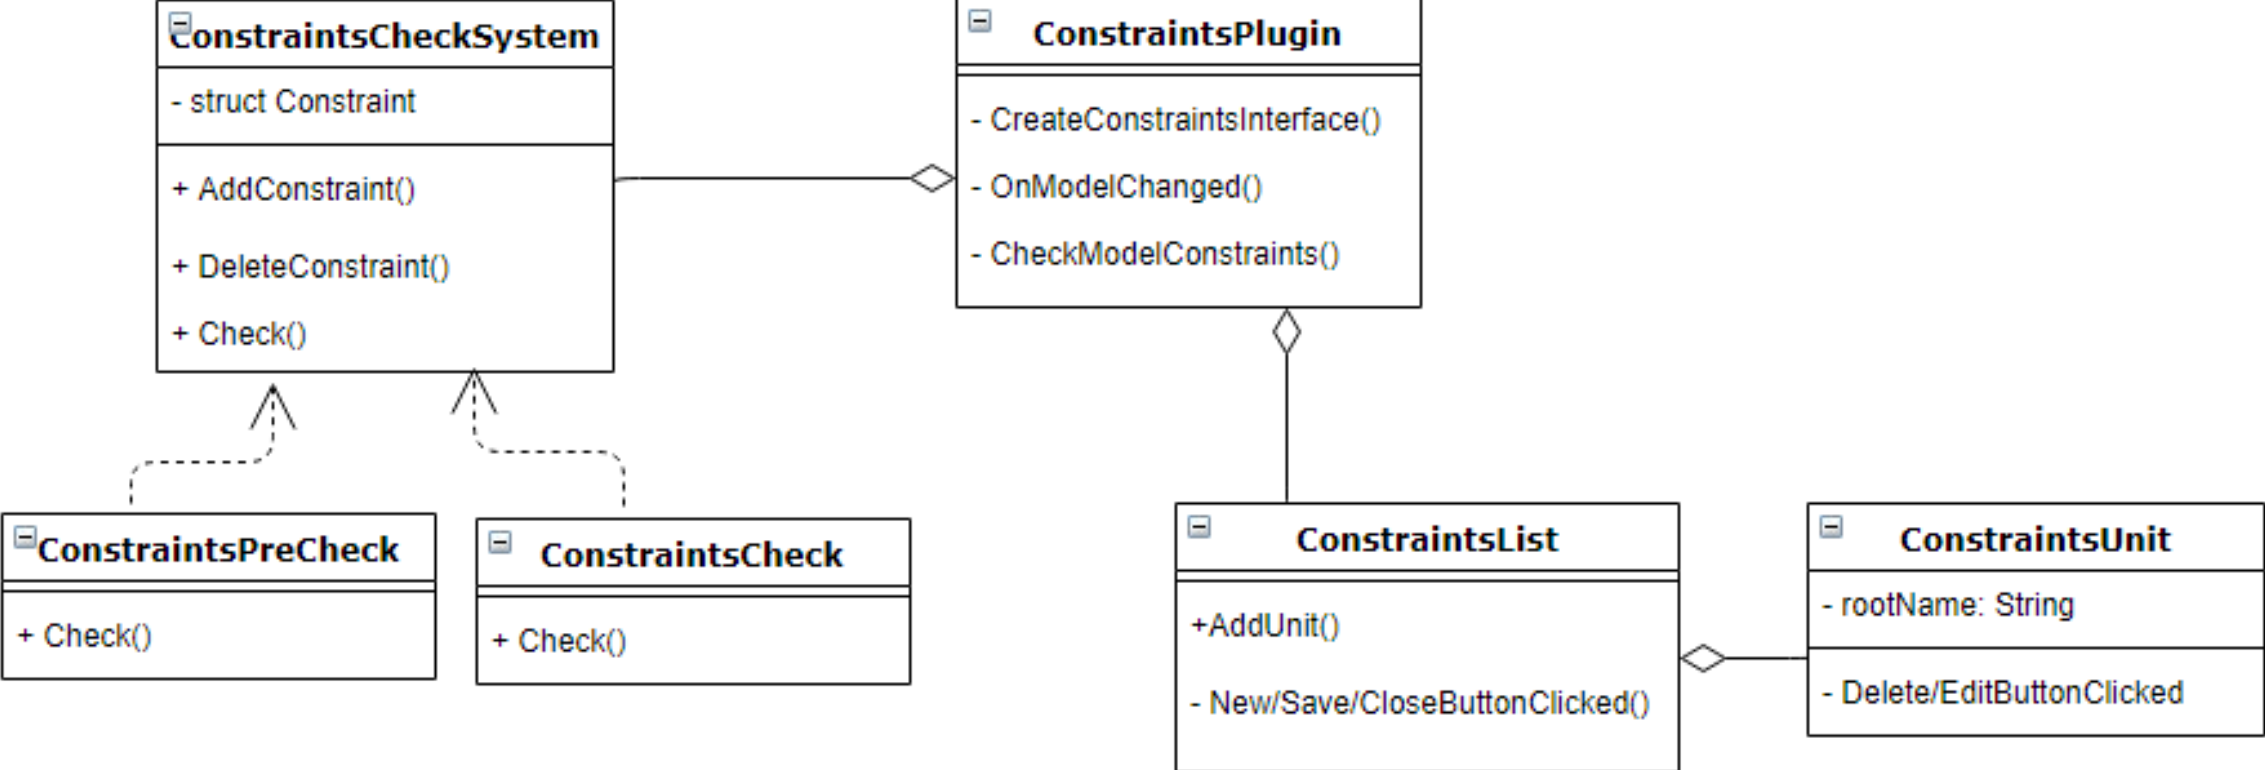 ConstraintsCheckSystem
- struct Constraint
+ AddConstraint()
+ DeleteConstraint()
+ Check()
ConstraintsPlugin
- CreateConstraintsInterface()
- OnModelChanged()
- CheckModelConstraints()
ConstraintsPreCheck
+ Check()
ConstraintsCheck
+ Check()
ConstraintsList
+AddUnit()
- New/Save/CloseButtonClicked()
ConstraintsUnit
- rootName: String
- Delete/EditButtonClicked